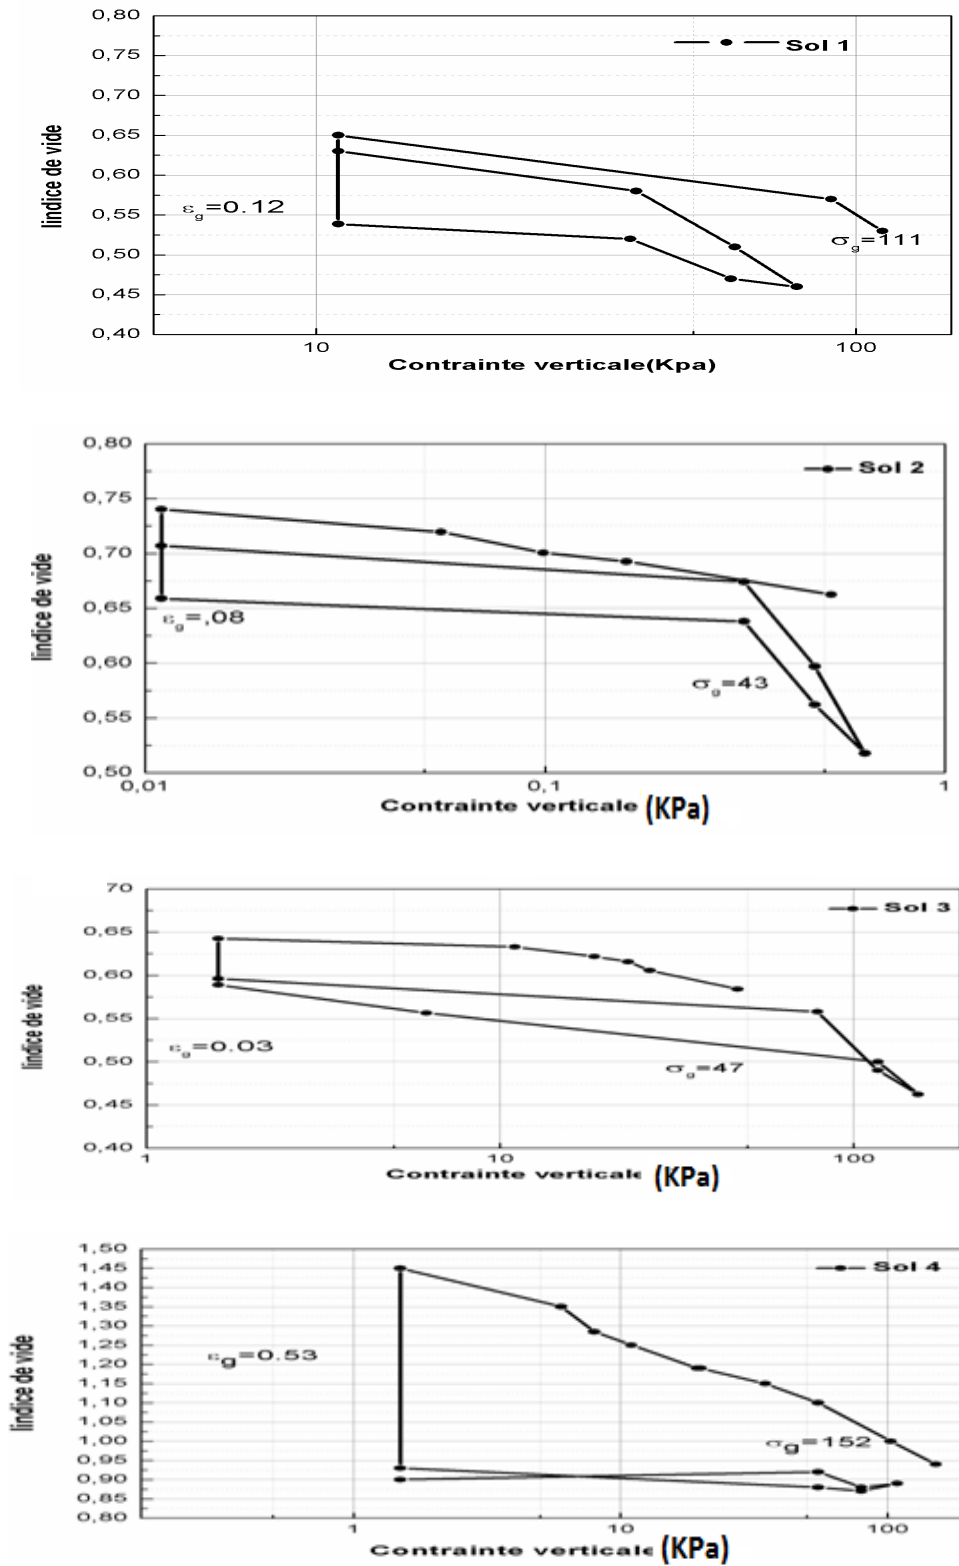 0,80
Sol 1
0,75
0,70
0,65
0,60
εg=0.12
0,55
σg=111
0,50
0,45
0,40
lindice de vide
10 100
Contrainte verticale(Kpa)
0,80
Sol 2
0,75
0,70
0,65
εg=,08
0,60
σg=43
0,55
0,50
lindice de vide
0,01 0,1 1
Contrainte verticale (KPa)
70
Sol 3
0,65
0,60
0,55
εg=0.03
0,50
σg=47
0,45
0,40
lindice de vide
1 10 100
Contrainte verticale (KPa)
1,50
1,45
Sol 4
1,40
1,35
1,30
1,25
εg=0.53
1,20
1,15
1,10
1,05
1,00
σg=152
0,95
0,90
0,85
0,80
lindice de vide
1 10 100
Contrainte verticale (KPa)